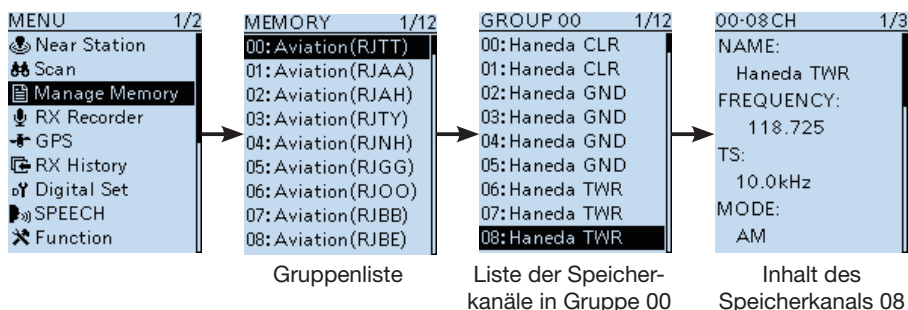 MENU 1/2
Near Station
Scan
Manage Memory
RX Recorder
GPS
RX History
Digital Set
SPEECH
Function
MEMORY 1/12
00:Aviation(RJTT)
01:Aviation(RJAA)
02:Aviation(RJAH)
03:Aviation(RJTY)
04:Aviation(RJNH)
05:Aviation(RJGG)
06:Aviation(RJOO)
07:Aviation(RJBB)
08:Aviation(RJBE)
Gruppenliste
GROUP 00 1/12
00:Haneda CLR
01:Haneda CLR
02:Haneda GND
03:Haneda GND
04:Haneda GND
05:Haneda GND
06:Haneda TWR
07:Haneda TWR
08:Haneda TWR
Liste der Speicher-
kanäle in Gruppe 00
00-08CH 1/3
NAME:
Haneda TWR
FREQUENCY:
118.725
TS:
10.0kHz
MODE:
AM
Inhalt des
Speicherkanals 08